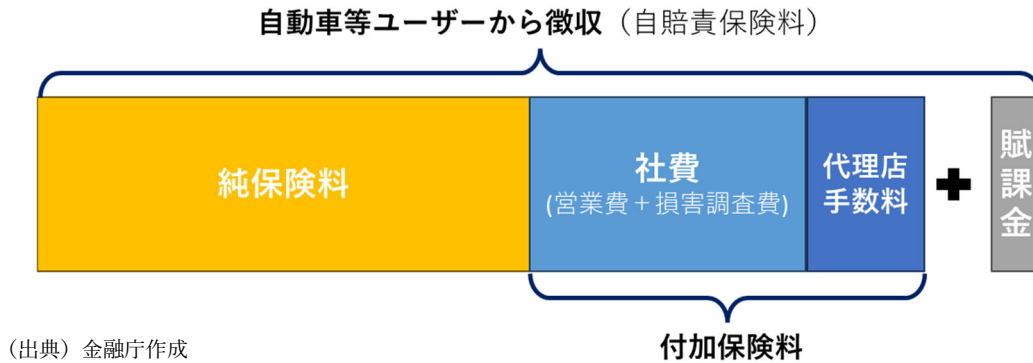 自動車等ユーザーから徴収（自賠責保険料）
純保険料
社費
(営業費＋損害調査費)
代理店
手数料
賦
課
金
付加保険料
（出典）金融庁作成